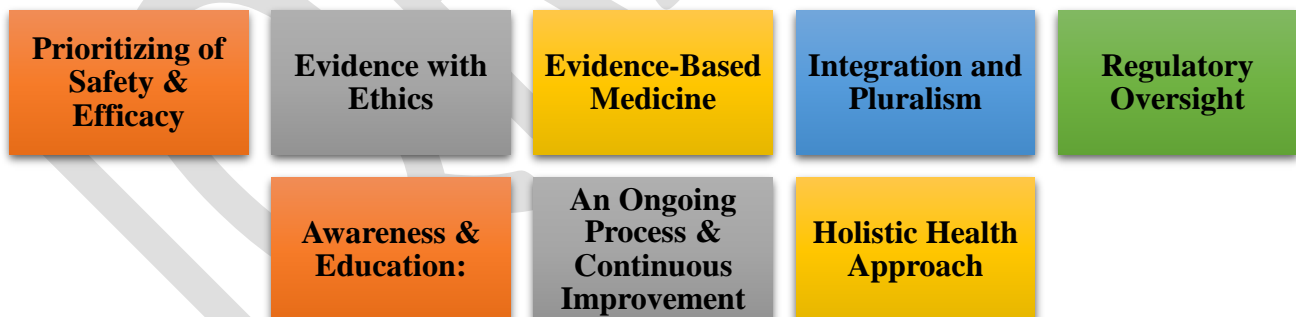 Prioritizing of
Safety &
Efficacy
Evidence with
Ethics
Evidence-Based
Medicine
Integration and
Pluralism
Regulatory
Oversight
Awareness &
Education:
An Ongoing
Process &
Continuous
Improvement
Holistic Health
Approach